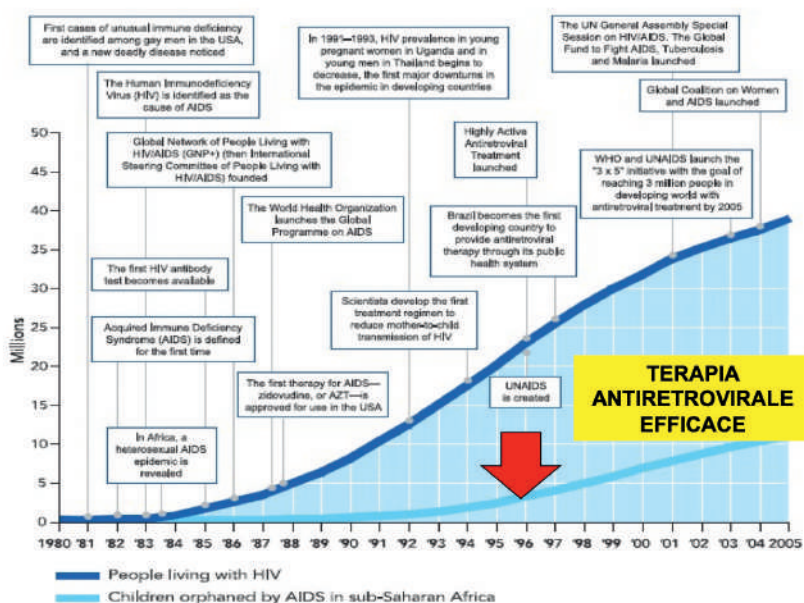 First cases of unusual immune deficiency
are identified among gay men in the USA,
and a new deadly disease noticed
In 1991–1993, HIV prevalence in young
pregnant women in Uganda and in
young men in Thailand begins to
decrease, the first major downturns in
the epidemic in developing countries
The UN General Assembly Special
Session on HIV/AIDS. The Global
Fund to Fight AIDS, Tuberculosis
and Malaria launched
The Human Immunodeficiency
Virus (HIV) is identified as the
cause of AIDS
Global Coalition on Women
and AIDS launched
Global Network of People Living with
HIV/AIDS (GNP+) (then International
Steering Committee of People Living with
HIV/AIDS) founded
Highly Active
Antiretroviral
Treatment
launched
WHO and UNAIDS launch the
"3 x 5" initiative with the goal of
reaching 3 million people in
developing world with
antiretroviral treatment by 2005
The World Health Organization
launches the Global
Programme on AIDS
Brazil becomes the first
developing country to
provide antiretroviral
therapy through its public
health system
The first HIV antibody
test becomes available
Scientists develop the first
treatment regimen to
reduce mother-to-child
transmission of HIV
Acquired Immune Deficiency
Syndrome (AIDS) is defined
for the first time
The first therapy for AIDS—
zidovudine, or AZT—is
approved for use in the USA
UNAIDS
is created
TERAPIA
ANTIRETROVIRALE
EFFICACE
In Africa, a
heterosexual AIDS
epidemic is
revealed
Millions
50
40
35
30
25
20
15
10
5
0
1980 '81 '82 '83 '84 '85 '86 '87 '88 '89 '90 '91 '92 '93 '94 '95 '96 '97 '98 '99 '00 '01 '02 '03 '04 2005
People living with HIV
Children orphaned by AIDS in sub-Saharan Africa